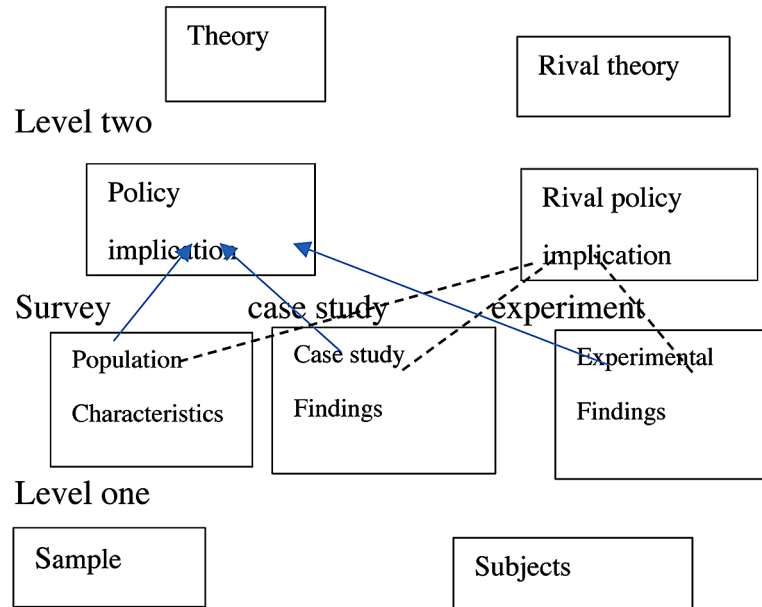 Theory
Rival theory
Level two
Policy
implication
Rival policy
implication
Survey case study experiment
Population
Characteristics
Case study
Findings
Experimental
Findings
Level one
Sample
Subjects